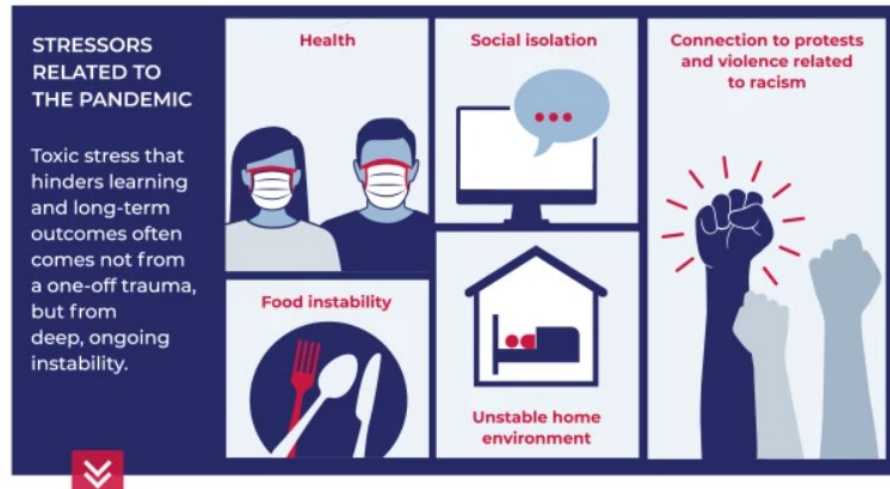 STRESSORS
RELATED TO
THE PANDEMIC
Toxic stress that
hinders learning
and long-term
outcomes often
comes not from
a one-off trauma,
but from
deep, ongoing
instability.
Health
Social isolation
Connection to protests
and violence related
to racism
Food instability
Unstable home
environment